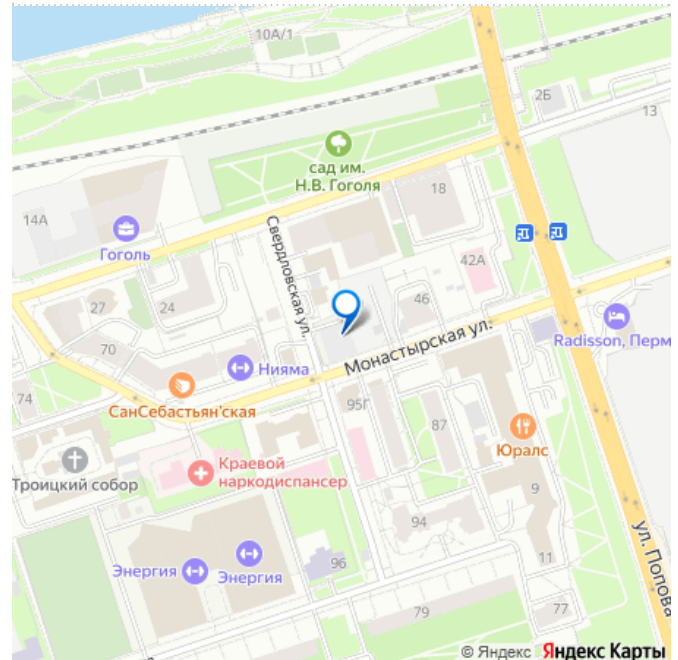 10А/1
2Б
13
сад им.
Н.В. Гоголя
18
14А
Гоголь
Свердловская ул.
42А
27
24
46
70
Монастырская ул.
Radisson, Перм
Нияма
74
СанСебастьян'ская
95Г
87
Юралс
Троицкий собор
Краевой
наркодиспансер
9
94
ул. Попова
Энергия
Энергия
96
11
79
77
© Яндекс Яндекс Карты